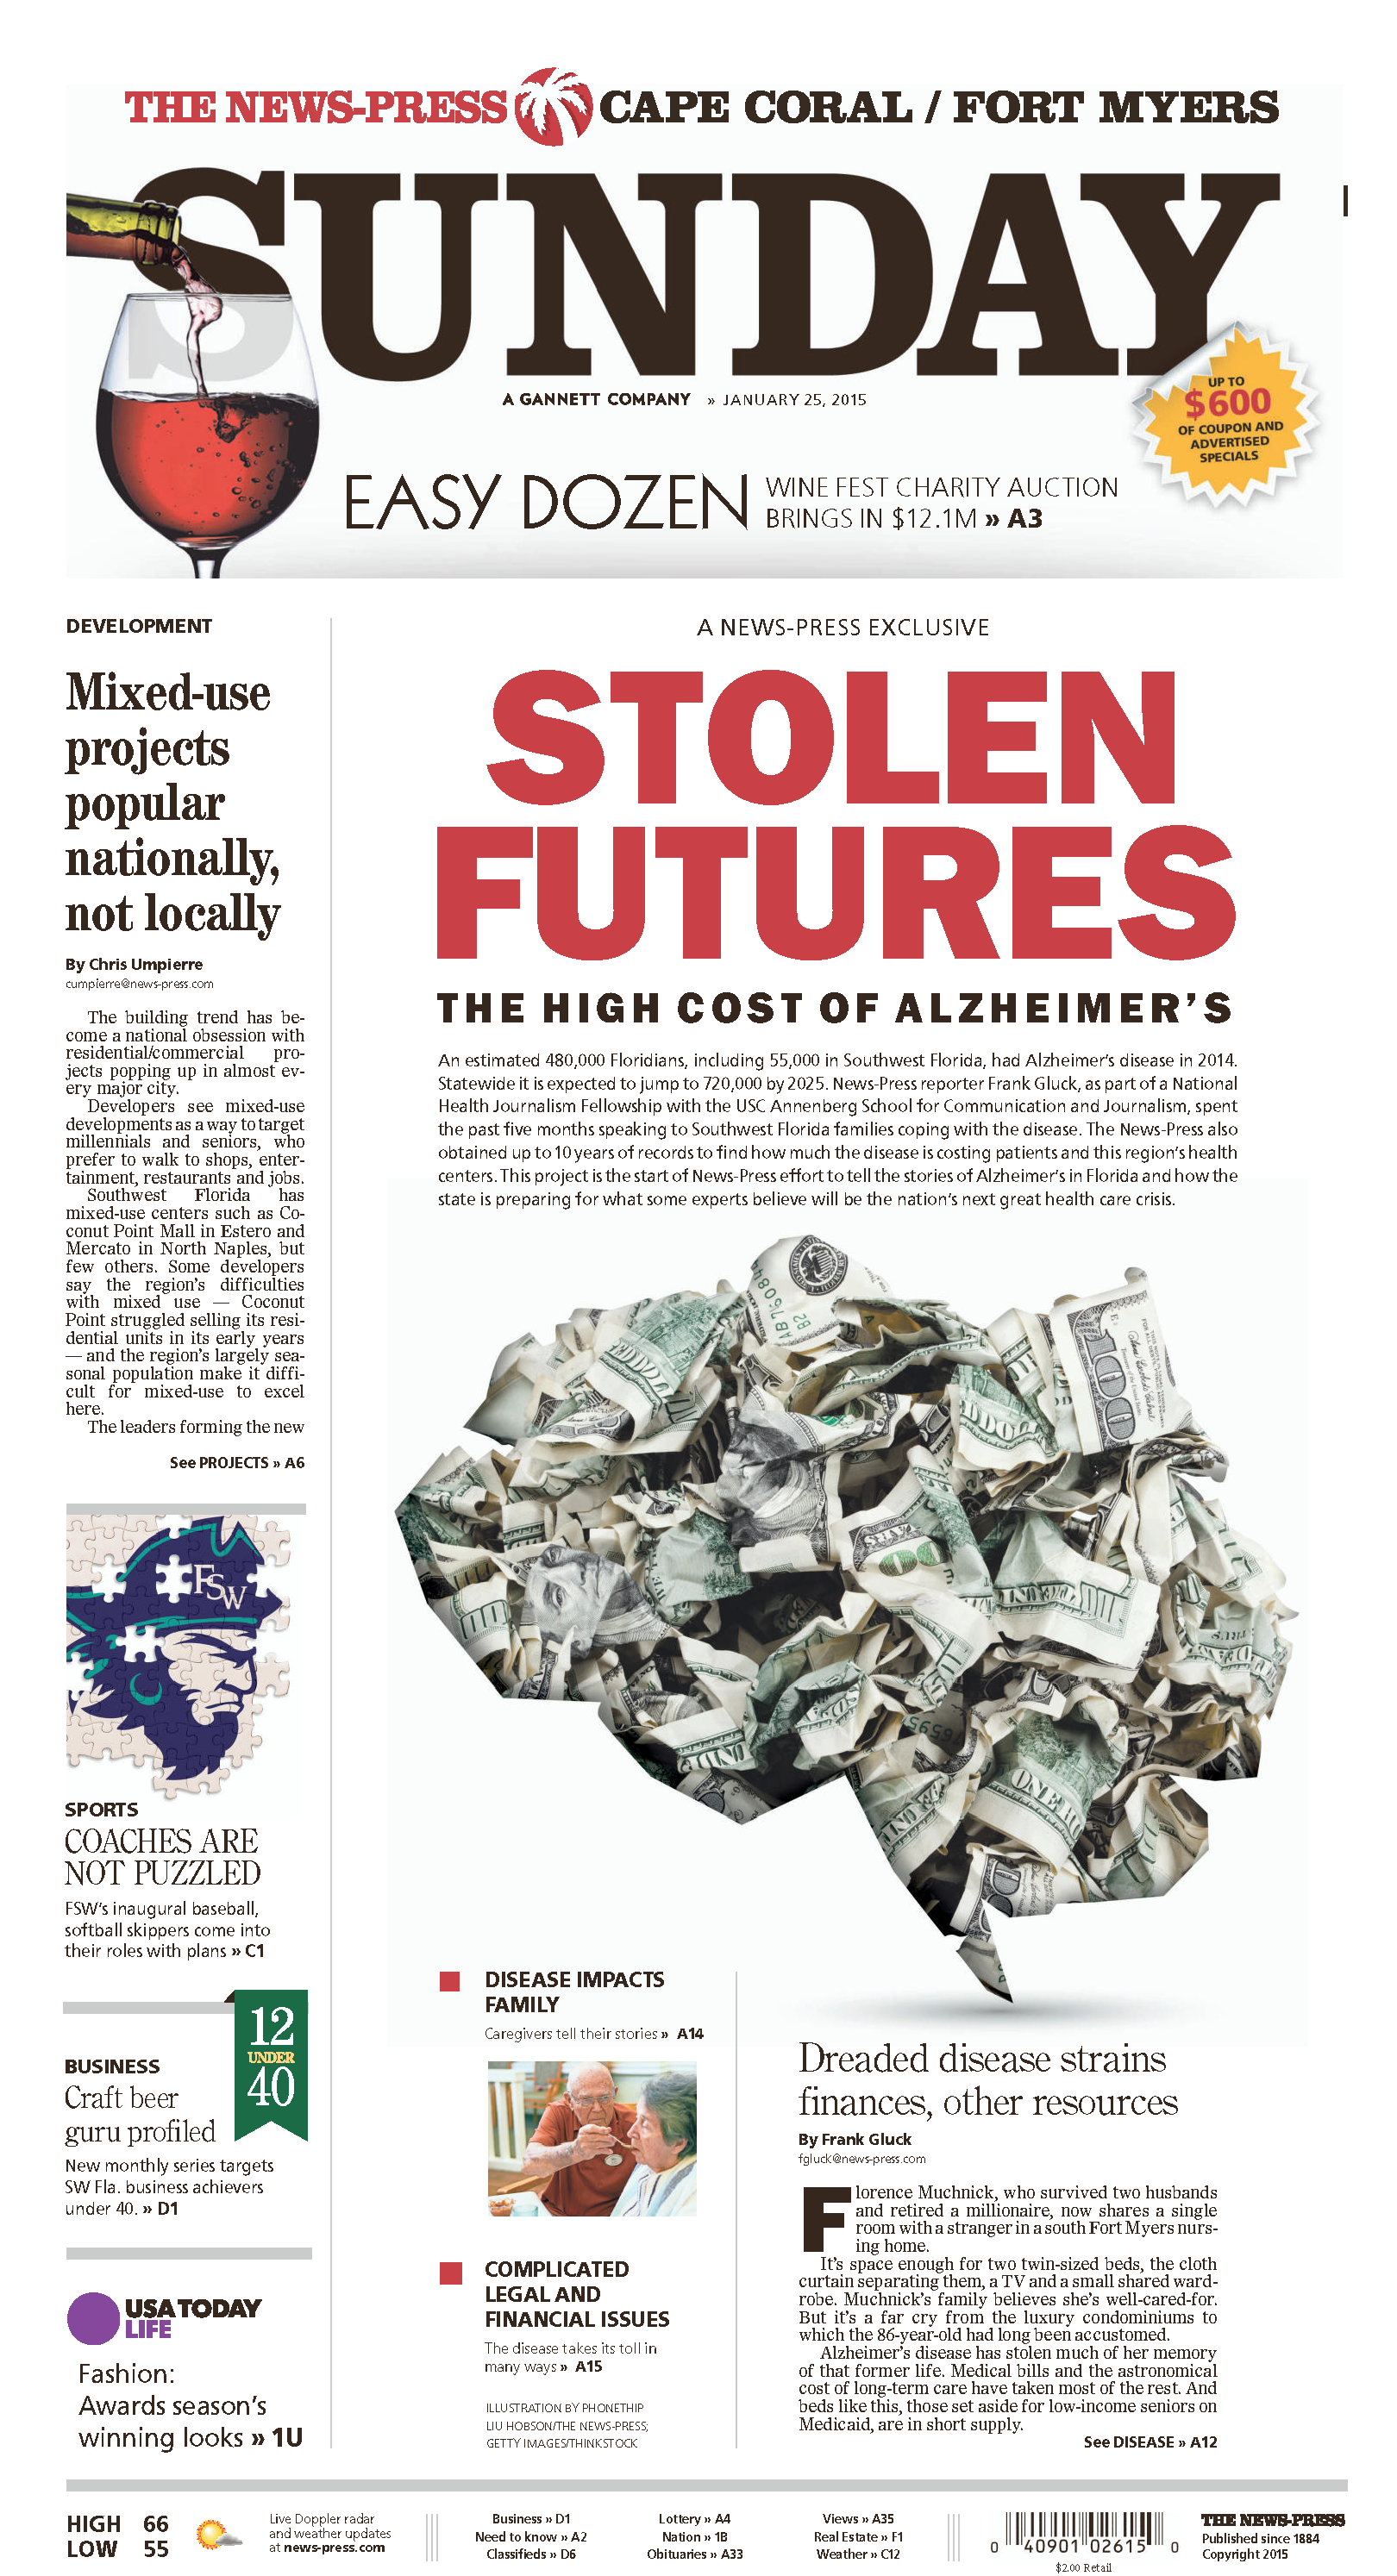 THE NEWS-PRESS CAPE CORAL / FORT MYERS
SUNDAY
A GANNETT COMPANY » JANUARY 25, 2015
UP TO
$600
OF COUPON AND
ADVERTISED
SPECIALS
EASY DOZEN
WINE FEST CHARITY AUCTION
BRINGS IN $12.1M » A3
DEVELOPMENT
Mixed-use
projects
popular
nationally,
not locally
By Chris Umpierre
cumpierre@news-press.com
The building trend has be-
come a national obsession with
residential/commercial pro-
jects popping up in almost ev-
ery major city.
Developers see mixed-use
developments as a way to target
millennials and seniors, who
prefer to walk to shops, enter-
tainment, restaurants and jobs.
Southwest Florida has
mixed-use centers such as Co-
conut Point Mall in Estero and
Mercato in North Naples, but
few others. Some developers
say the region's difficulties
with mixed use — Coconut
Point struggled selling its resi-
dential units in its early years
— and the region's largely sea-
sonal population make it diffi-
cult for mixed-use to excel
here.
The leaders forming the new
See PROJECTS » A6
FSW
SPORTS
COACHES ARE
NOT PUZZLED
FSW's inaugural baseball,
softball skippers come into
their roles with plans » C1
12
UNDER
40
BUSINESS
Craft beer
guru profiled
New monthly series targets
SW Fla. business achievers
under 40. » D1
USA TODAY
LIFE
Fashion:
Awards season's
winning looks » 1U
A NEWS-PRESS EXCLUSIVE
STOLEN
FUTURES
THE HIGH COST OF ALZHEIMER'S
An estimated 480,000 Floridians, including 55,000 in Southwest Florida, had Alzheimer's disease in 2014.
Statewide it is expected to jump to 720,000 by 2025. News-Press reporter Frank Gluck, as part of a National
Health Journalism Fellowship with the USC Annenberg School for Communication and Journalism, spent
the past five months speaking to Southwest Florida families coping with the disease. The News-Press also
obtained up to 10 years of records to find how much the disease is costing patients and this region's health
centers. This project is the start of News-Press effort to tell the stories of Alzheimer's in Florida and how the
state is preparing for what some experts believe will be the nation's next great health care crisis.
DISEASE IMPACTS
FAMILY
Caregivers tell their stories » A14
COMPLICATED
LEGAL AND
FINANCIAL ISSUES
The disease takes its toll in
many ways » A15
ILLUSTRATION BY PHONETHIP
LIU HOBSON/THE NEWS-PRESS;
GETTY IMAGES/THINKSTOCK
Dreaded disease strains
finances, other resources
By Frank Gluck
fgluck@news-press.com
Florence Muchnick, who survived two husbands
and retired a millionaire, now shares a single
room with a stranger in a south Fort Myers nurs-
ing home.
It's space enough for two twin-sized beds, the cloth
curtain separating them, a TV and a small shared ward-
robe. Muchnick's family believes she's well-cared-for.
But it's a far cry from the luxury condominiums to
which the 86-year-old had long been accustomed.
Alzheimer's disease has stolen much of her memory
of that former life. Medical bills and the astronomical
cost of long-term care have taken most of the rest. And
beds like this, those set aside for low-income seniors on
Medicaid, are in short supply.
See DISEASE » A12
HIGH 66
LOW 55
Live Doppler radar
and weather updates
at news-press.com
Business » D1
Need to know » A2
Classifieds » D6
Lottery » A4
Nation » 1B
Obituaries » A33
Views » A35
Real Estate » F1
Weather » C12
0 40901 02615 0
$2.00 Retail
THE NEWS-PRESS
Published since 1884
Copyright 2015